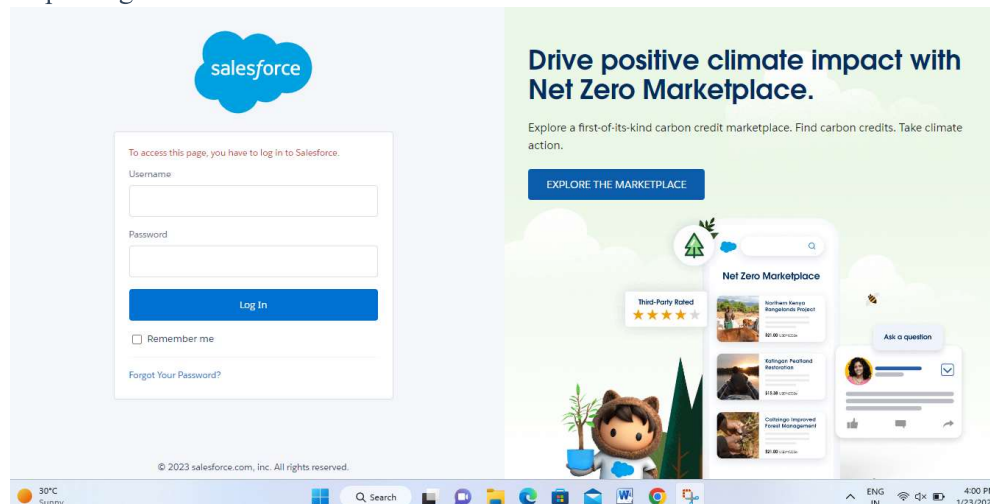 salesforce
To access this page, you have to log in to Salesforce.
Username
Password
Log In
Remember me
Forgot Your Password?
© 2023 salesforce.com, inc. All rights reserved.
Drive positive climate impact with
Net Zero Marketplace.
Explore a first-of-its-kind carbon credit marketplace. Find carbon credits. Take climate
action.
EXPLORE THE MARKETPLACE
Net Zero Marketplace
Third-Party Rated
Northern Kenya
Rangelands Project
Katingan Peatland
Restoration
Improved
Forest Management
Ask a question
30°C
Sunny
Search
ENG
IN
4:00